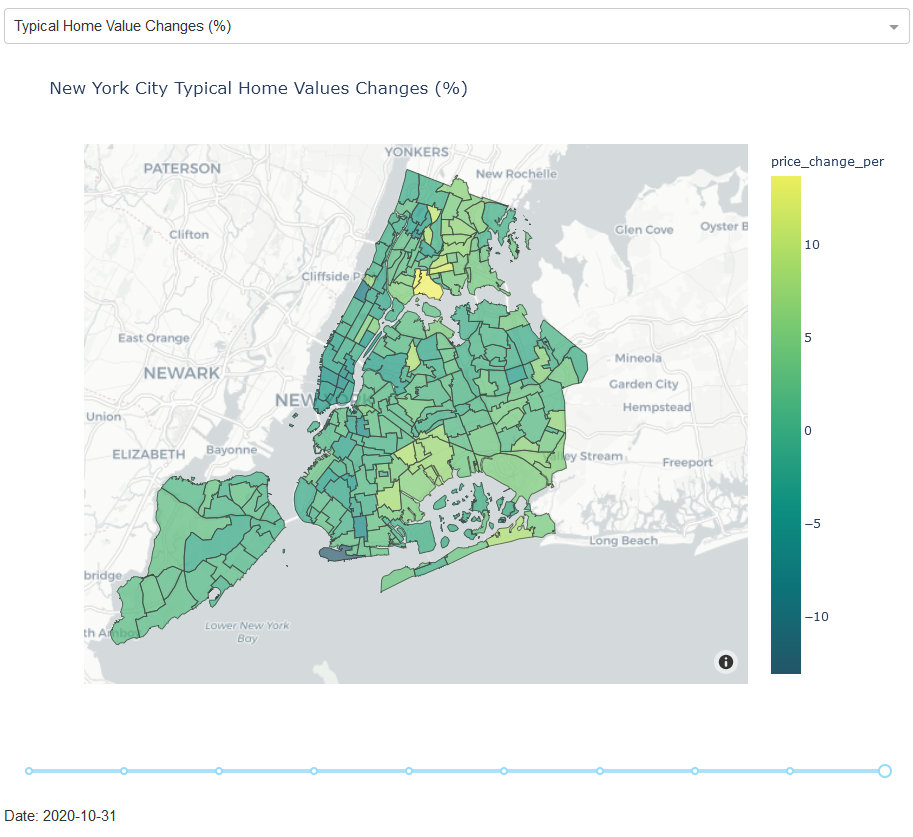 Typical Home Value Changes (%)
New York City Typical Home Values Changes (%)
YONKERS
PATERSON
New Rochelle
price_change_per
Glen Cove
Oyster B
Clifton
10
Cliffside P
East Orange
5
Mineola
NEWARK
Garden City
NEW
Hempstead
Union
0
ELIZABETH
Bayonne
ley Stream
Freeport
−5
Long Beach
bridge
−10
Lower New York
Bay
th Ambo
Date: 2020-10-31